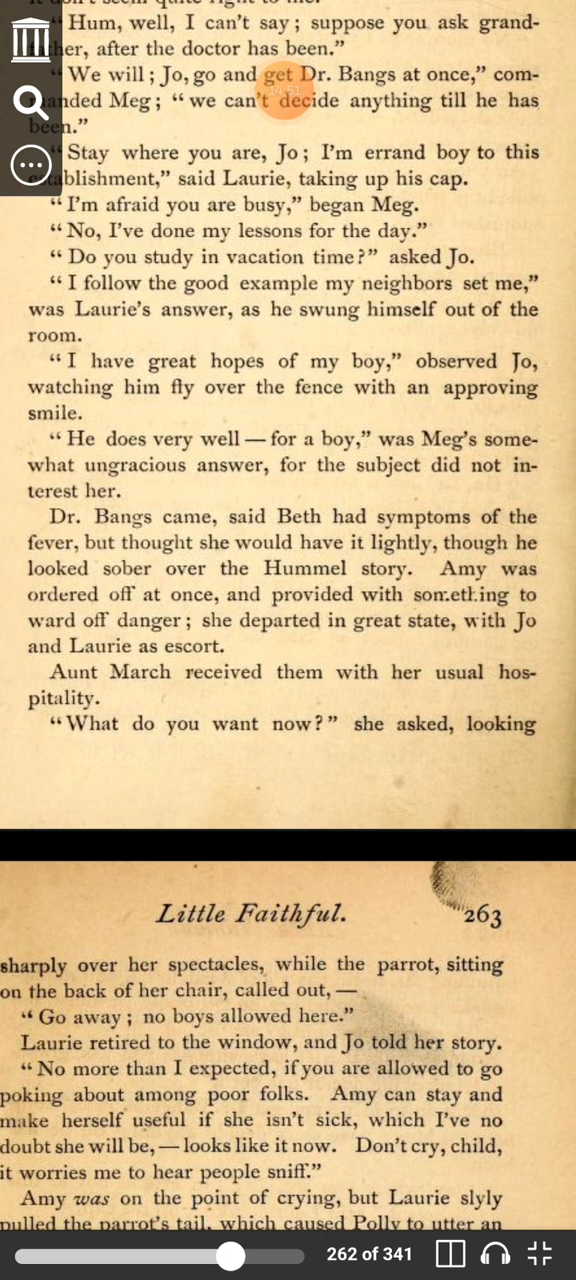 “ Hum, well, I can't say ; suppose you ask grand-
father, after the doctor has been.”
“ We will ; Jo, go and get Dr. Bangs at once,” com-
manded Meg ; “ we can't decide anything till he has
been.”
“ Stay where you are, Jo ; I'm errand boy to this
establishment,” said Laurie, taking up his cap.
“ I'm afraid you are busy,” began Meg.
“ No, I've done my lessons for the day.”
“ Do you study in vacation time ? ” asked Jo.
“ I follow the good example my neighbors set me,”
was Laurie's answer, as he swung himself out of the
room.
“ I have great hopes of my boy,” observed Jo,
watching him fly over the fence with an approving
smile.
“ He does very well — for a boy,” was Meg's some-
what ungracious answer, for the subject did not in-
terest her.
Dr. Bangs came, said Beth had symptoms of the
fever, but thought she would have it lightly, though he
looked sober over the Hummel story. Amy was
ordered off at once, and provided with something to
ward off danger ; she departed in great state, with Jo
and Laurie as escort.
Aunt March received them with her usual hos-
pitality.
“ What do you want now ? ” she asked, looking
Little Faithful. 263
sharply over her spectacles, while the parrot, sitting
on the back of her chair, called out, —
“ Go away ; no boys allowed here.”
Laurie retired to the window, and Jo told her story.
“ No more than I expected, if you are allowed to go
poking about among poor folks. Amy can stay and
make herself useful if she isn't sick, which I've no
doubt she will be, — looks like it now. Don't cry, child,
it worries me to hear people sniff.”
Amy was on the point of crying, but Laurie slyly
pulled the parrot's tail, which caused Polly to utter an
262 of 341